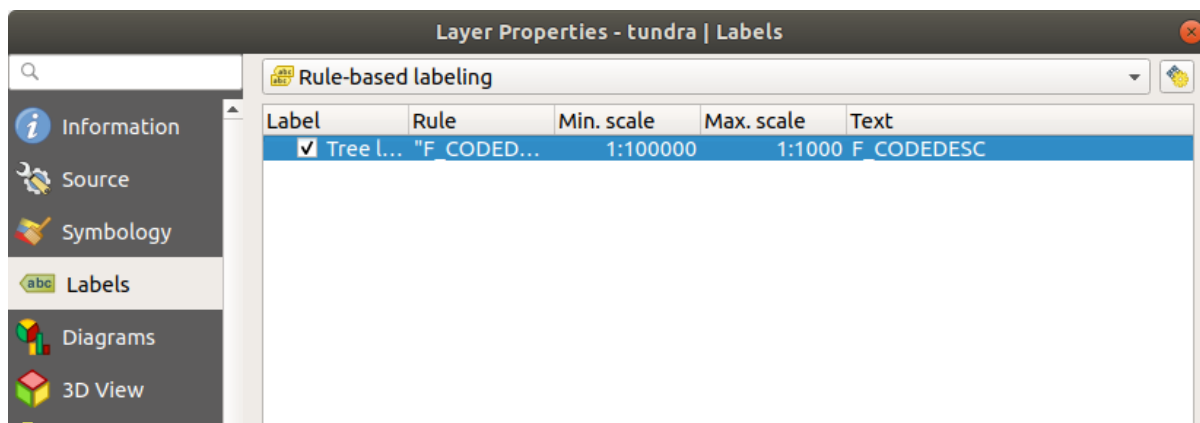 Layer Properties - tundra | Labels
Rule-based labeling
Information
Label Rule Min. scale Max. scale Text
Tree l... "F_CODED... 1:100000 1:1000 F_CODEDESC
Source
Symbology
abc Labels
Diagrams
3D View